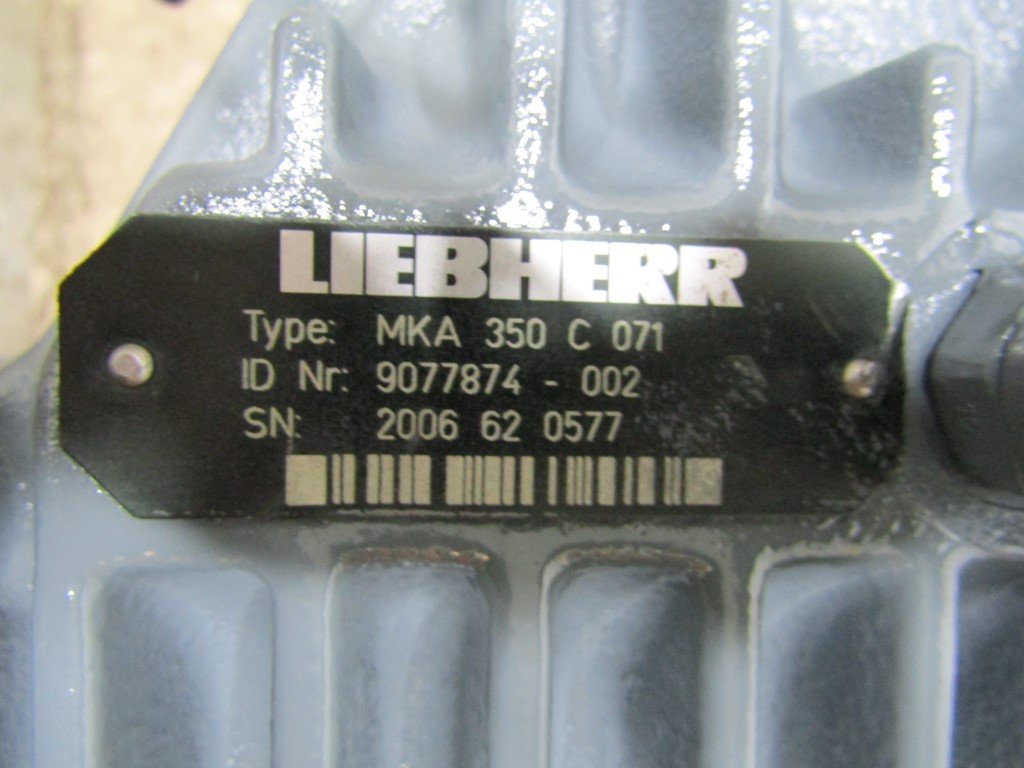 LIEBHERR
Type: MKA 350 C 071
ID Nr: 9077874 - 002
SN: 2006 62 0577